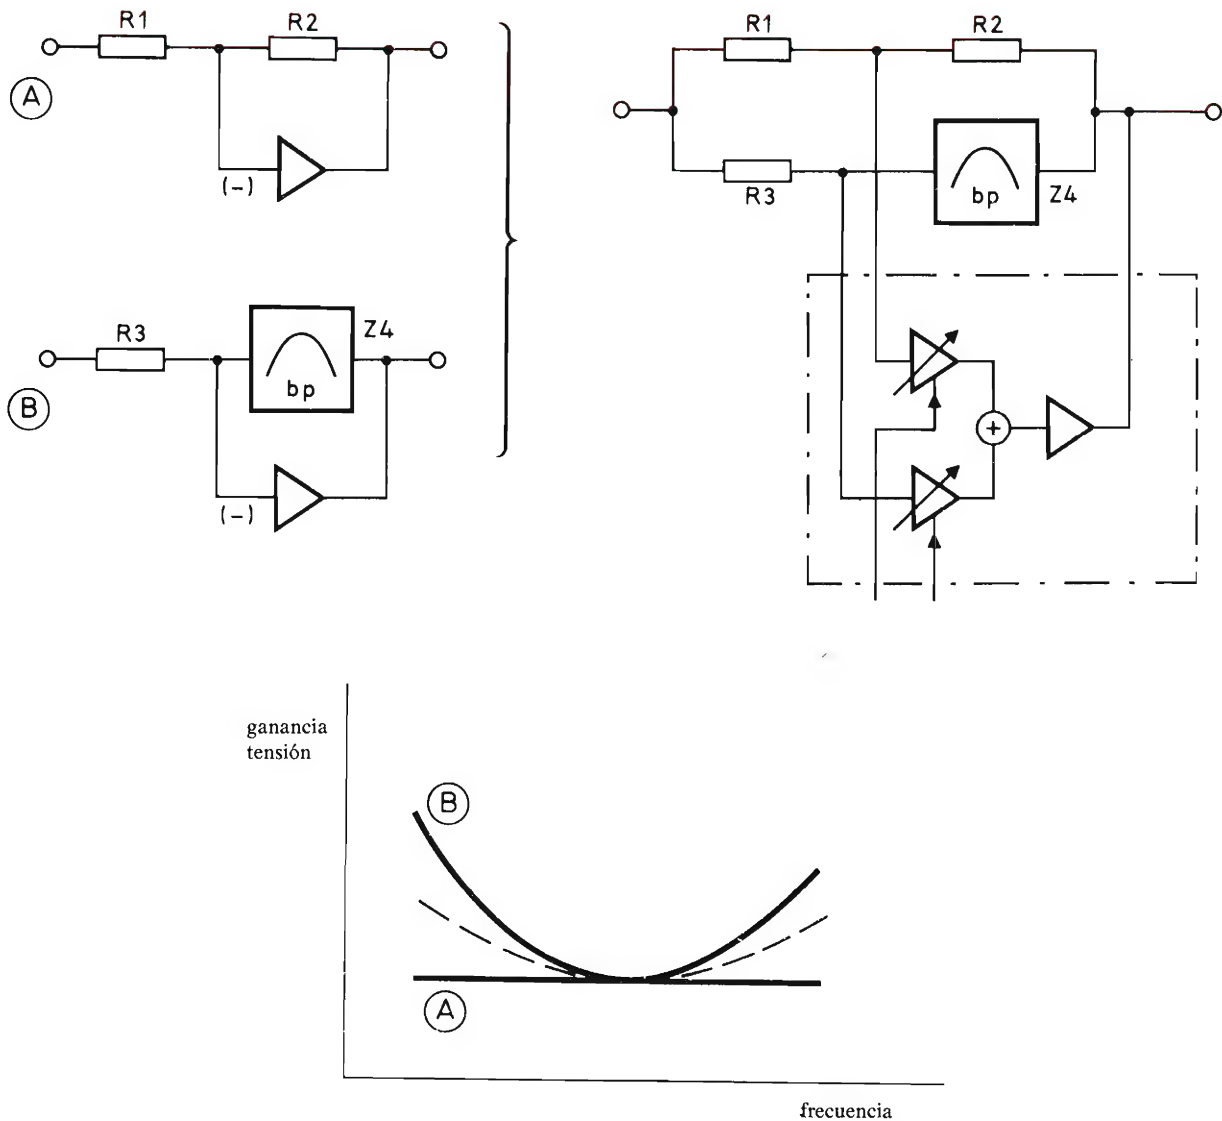 R1
R2
A
(-)
R3
Z4
bp
B
(-)
R1
R2
R3
bp
Z4
+
ganancia
tensión
B
A
frecuencia